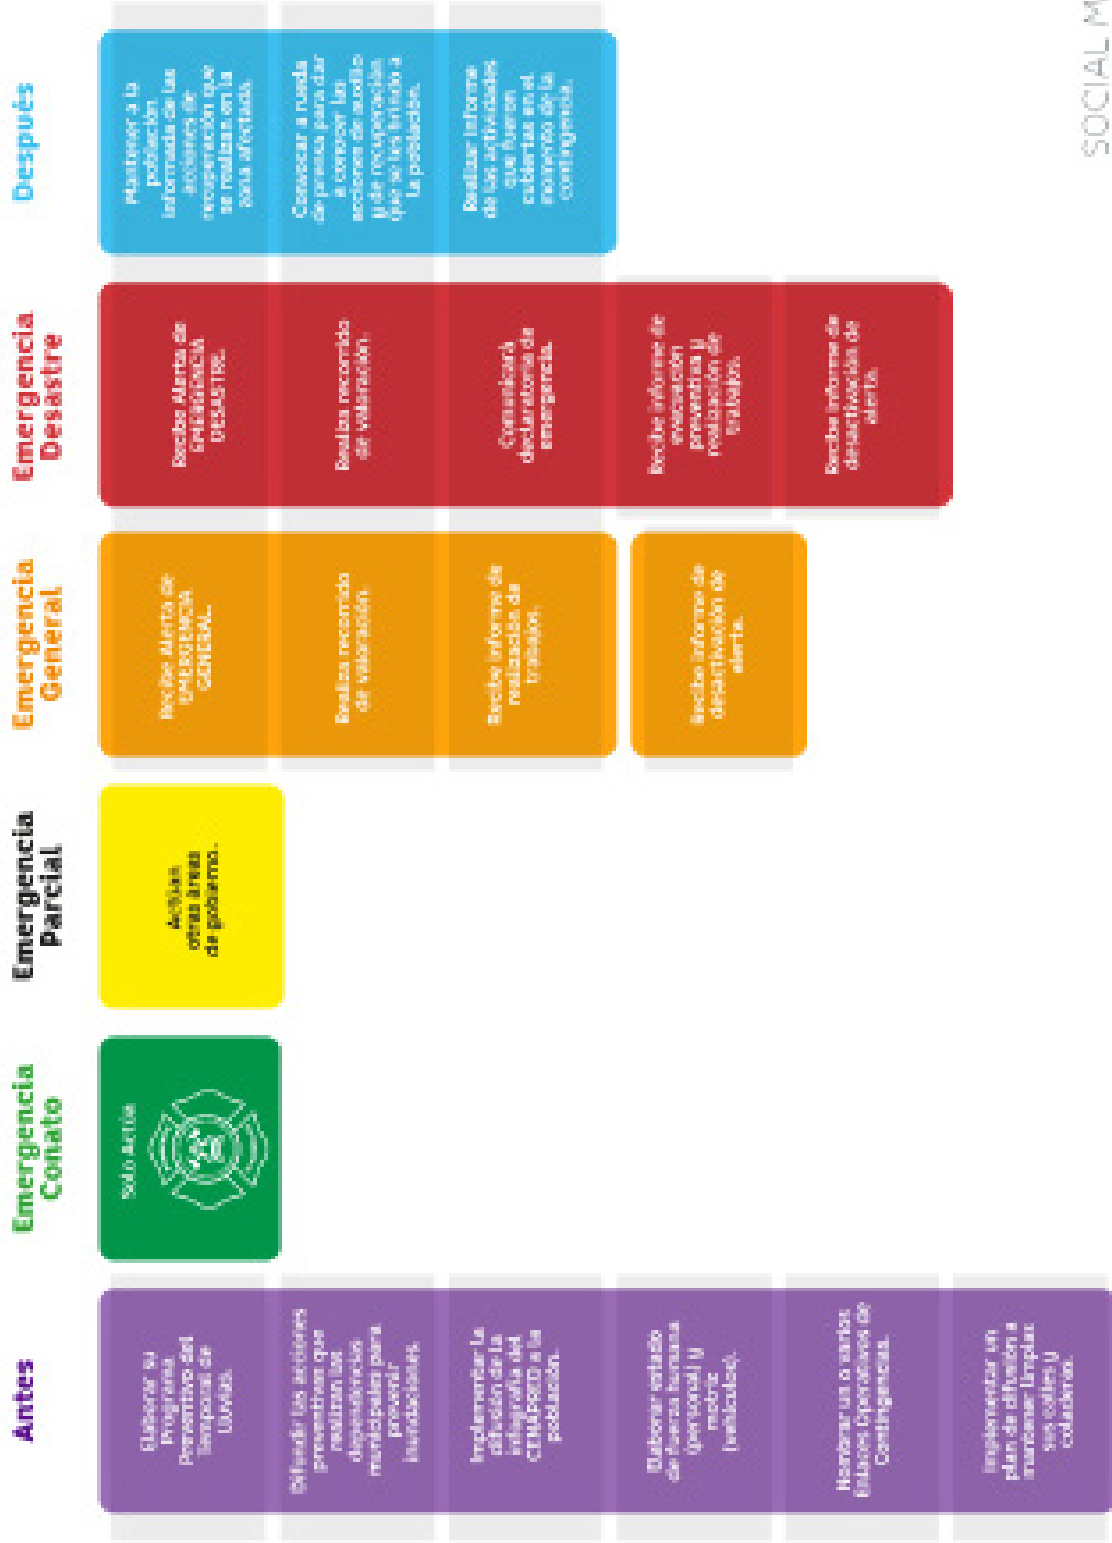 Antes
Elaborar su
Programa
Preventivo del
Temporal de
Lluvias.
Difundir las acciones
preventivas que
realizan las
dependencias
municipales para
prevenir
inundaciones.
Implementar la
difusión de la
infografía del
CENAPRED a la
población.
Elaborar estado
de fuerza humana
(personal) y
motriz
(vehículos).
Nombrar un o varios
Enlaces Operativos de
Contingencias.
Implementar un
plan de difusión a
mantener limpias
sus calles y
coladeras.
Emergencia
Conato
Sólo Actúa
Emergencia
Parcial
Actúan
otras áreas
de gobierno.
Emergencia
General
Recibe Alerta de
EMERGENCIA
GENERAL.
Realiza recorrido
de valoración.
Recibe informe de
realización de
trabajos.
Recibe informe de
desactivación de
alerta.
Emergencia
Desastre
Recibe Alerta de
EMERGENCIA
DESASTRE.
Realiza recorrido
de valoración.
Comunicará
declaratoria de
emergencia.
Recibe informe de
evacuación
preventiva y
realización de
trabajos.
Recibe informe de
desactivación de
alerta.
Después
Mantener a la
población
informada de las
acciones de
recuperación que
se realizan en la
zona afectada.
Convocar a rueda
de prensa para dar
a conocer las
acciones de auxilio
y de recuperación
que se les brindó a
la población.
Realizar informe
de las actividades
que fueron
cubiertas en el
momento de la
contingencia.
SOCIAL M